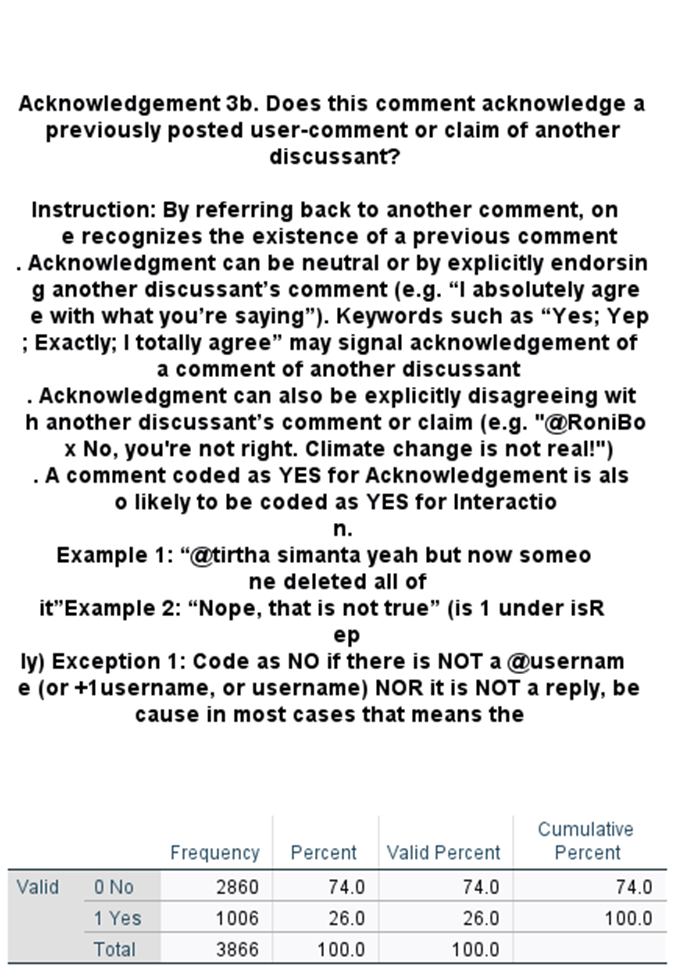 Acknowledgement 3b. Does this comment acknowledge a
previously posted user-comment or claim of another
discussant?
Instruction: By referring back to another comment, on
e recognizes the existence of a previous comment
. Acknowledgment can be neutral or by explicitly endorsin
g another discussant’s comment (e.g. “I absolutely agre
e with what you’re saying”). Keywords such as “Yes; Yep
; Exactly; I totally agree” may signal acknowledgement of
a comment of another discussant
. Acknowledgment can also be explicitly disagreeing wit
h another discussant’s comment or claim (e.g. "@RoniBo
x No, you're not right. Climate change is not real!")
. A comment coded as YES for Acknowledgement is als
o likely to be coded as YES for Interactio
n.
Example 1: “@tirtha simanta yeah but now someo
ne deleted all of
it”Example 2: “Nope, that is not true” (is 1 under isR
ep
ly) Exception 1: Code as NO if there is NOT a @usernam
e (or +1username, or username) NOR it is NOT a reply, be
cause in most cases that means the
Frequency Percent Valid Percent Cumulative Percent
Valid 0 No 2860 74.0 74.0 74.0
1 Yes 1006 26.0 26.0 100.0
Total 3866 100.0 100.0